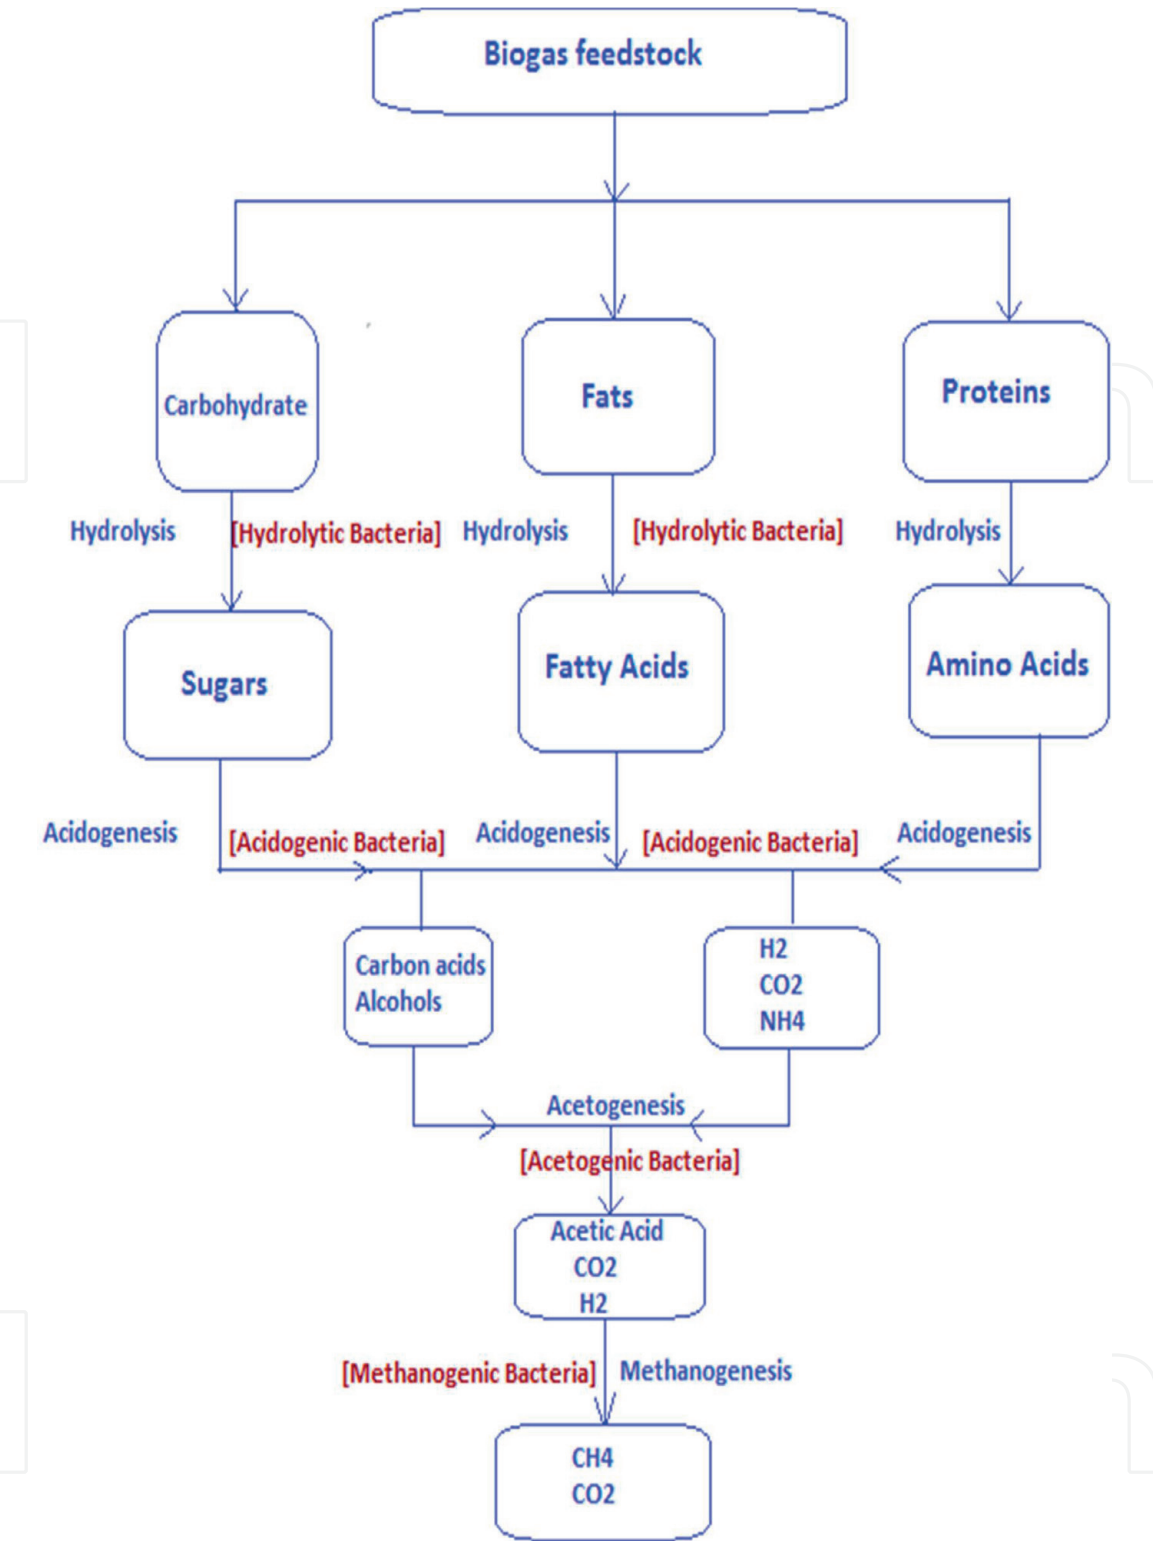 Biogas feedstock
Carbohydrate
Fats
Proteins
Hydrolysis
[Hydrolytic Bacteria]
Hydrolysis
[Hydrolytic Bacteria]
Hydrolysis
Sugars
Fatty Acids
Amino Acids
Acidogenesis
[Acidogenic Bacteria]
Acidogenesis
[Acidogenic Bacteria]
Acidogenesis
Carbon acids
Alcohols
H2
CO2
NH4
Acetogenesis
[Acetogenic Bacteria]
Acetic Acid
CO2
H2
[Methanogenic Bacteria]
Methanogenesis
CH4
CO2